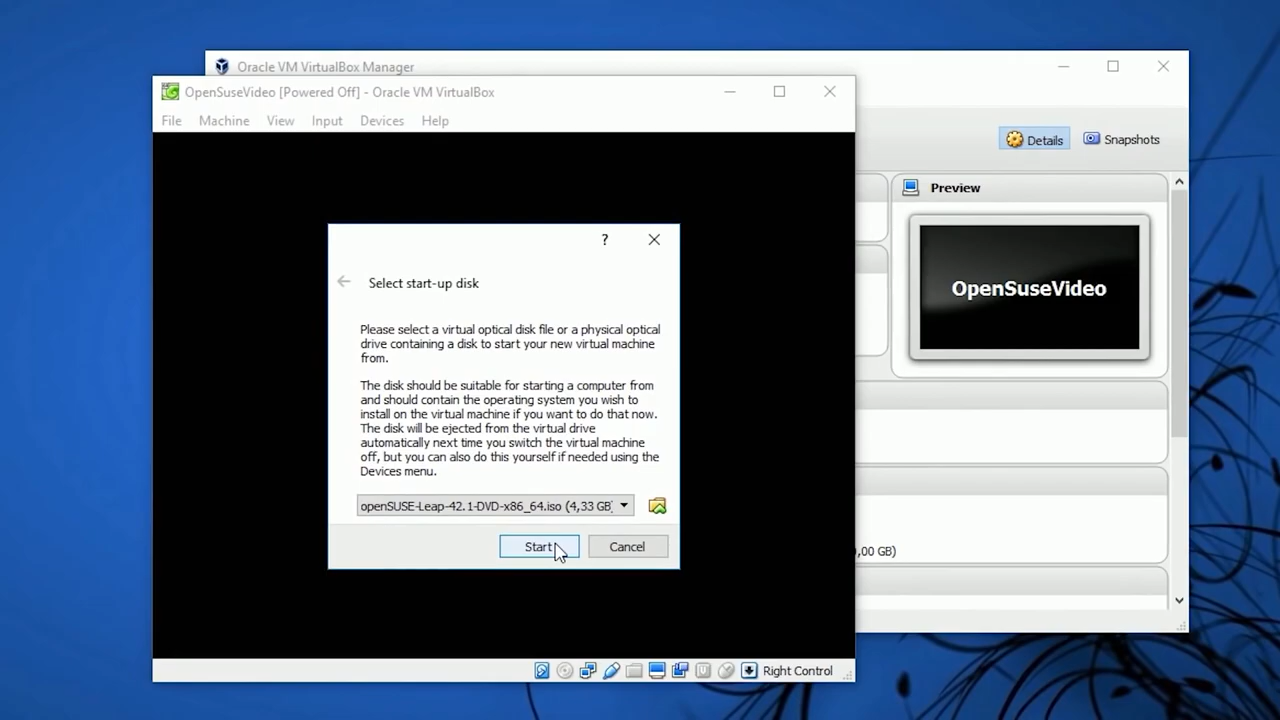 Oracle VM VirtualBox Manager
OpenSuseVideo [Powered Off] - Oracle VM VirtualBox
File Machine View Input Devices Help
Details Snapshots
Preview
OpenSuseVideo
?
Select start-up disk
Please select a virtual optical disk file or a physical optical
drive containing a disk to start your new virtual machine
from.
The disk should be suitable for starting a computer from
and should contain the operating system you wish to
install on the virtual machine if you want to do that now.
The disk will be ejected from the virtual drive
automatically next time you switch the virtual machine
off, but you can also do this yourself if needed using the
Devices menu.
openSUSE-Leap-42.1-DVD-x86_64.iso (4,33 GB)
Start Cancel
,00 GB)
Right Control